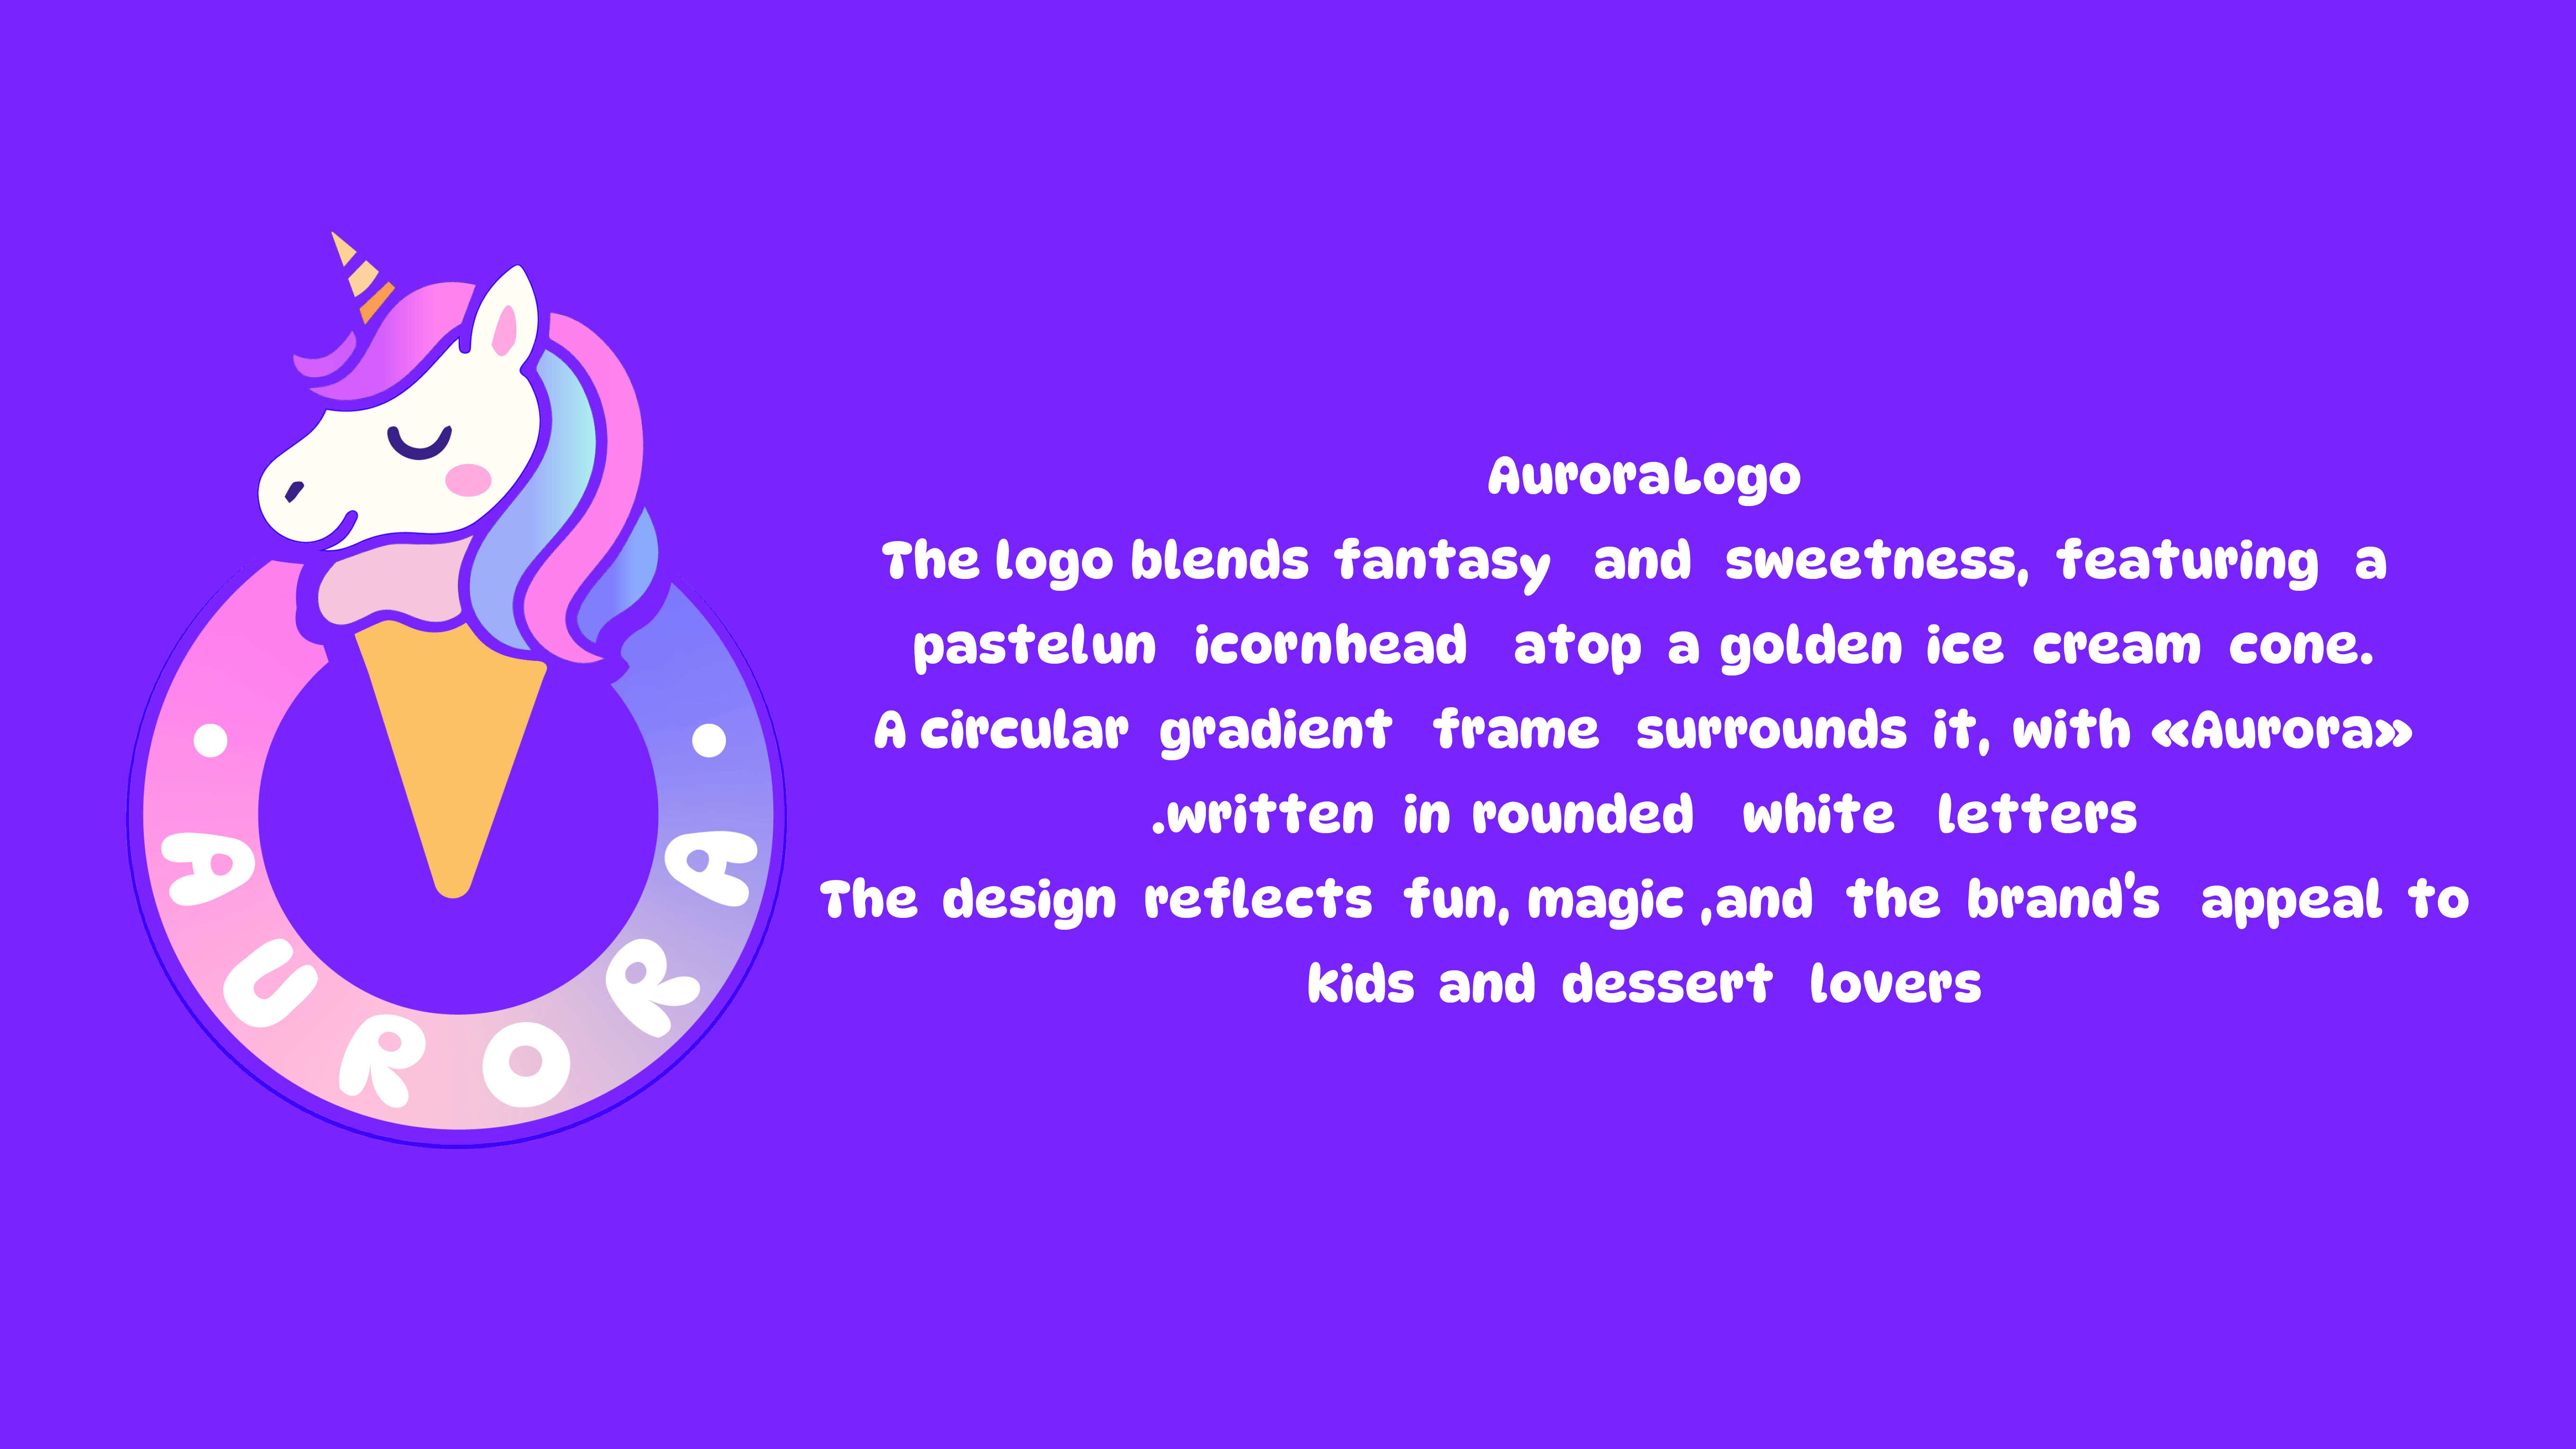 AURORA
AuroraLogo
The logo blends fantasy and sweetness, featuring a
pastelun icornhead atop a golden ice cream cone.
A circular gradient frame surrounds it, with «Aurora»
.written in rounded white letters
The design reflects fun, magic ,and the brand's appeal to
kids and dessert lovers